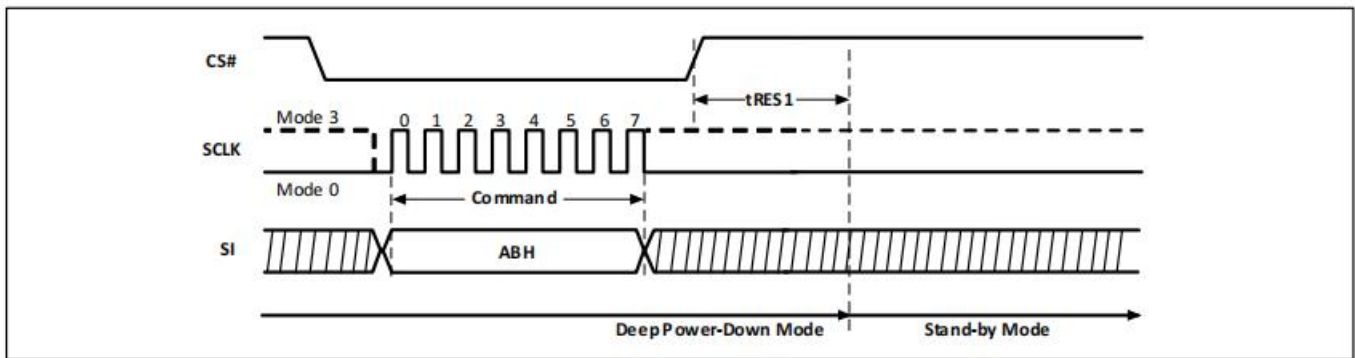 CS#
tRES1
Mode 3
0 1 2 3 4 5 6 7
SCLK
Mode 0
Command
SI
ABH
Deep Power-Down Mode
Stand-by Mode